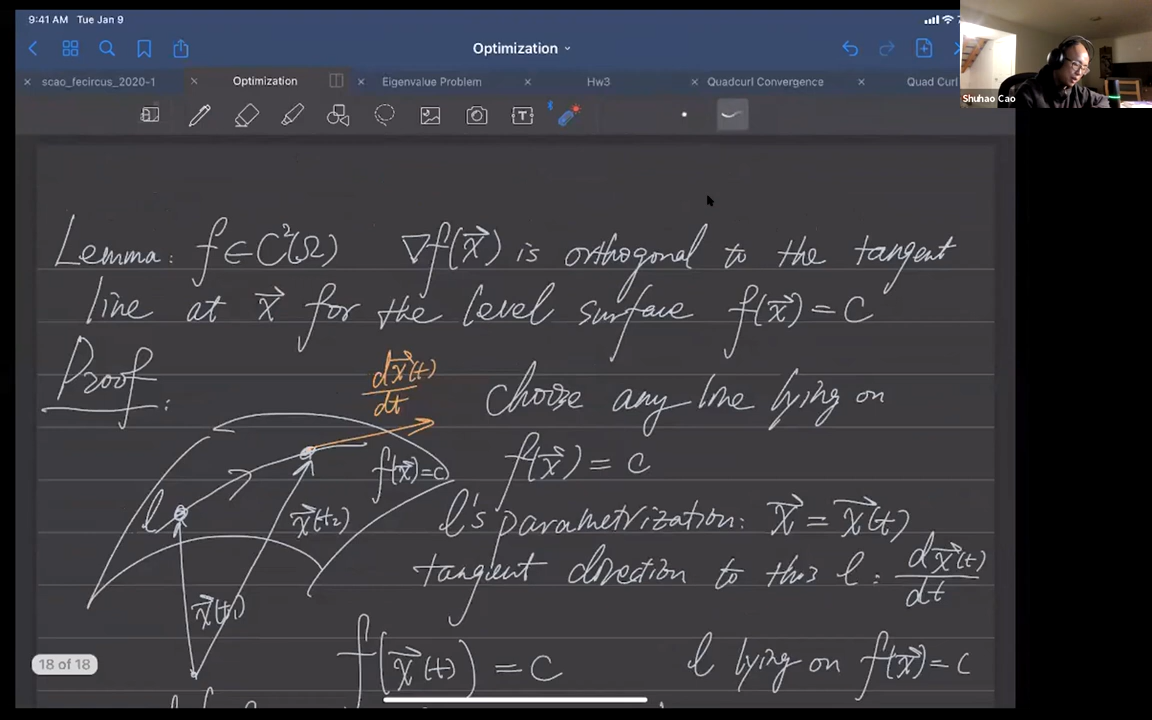 9:41 AM Tue Jan 9
Optimization
scao_fecircus_2020-1
Optimization
Eigenvalue Problem
Hw3
Quadcurl Convergence
Quad Curl
Shuhao Cao
Lemma: f ∈ C²(Ω) ∇f(x⃗) is orthogonal to the tangent
line at x⃗ for the level surface f(x⃗) = C
Proof:
dx⃗(t)/dt
choose any line lying on
f(x⃗) = C
f(x⃗)=C
l
x⃗(t₂)
l's parametrization: x⃗ = x⃗(t)
tangent direction to this l: dx⃗(t)/dt
x⃗(t₁)
18 of 18
f(x⃗(t)) = C l lying on f(x⃗) = C